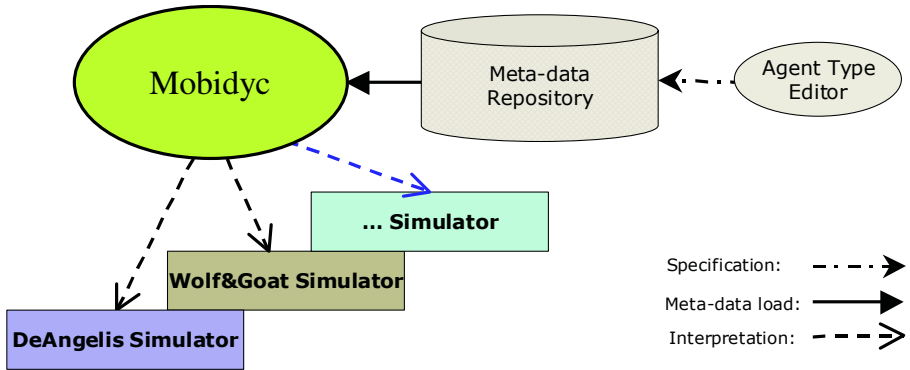 Mobidyc
Meta-data
Repository
Agent Type
Editor
... Simulator
Wolf&Goat Simulator
DeAngelis Simulator
Specification:
Meta-data load:
Interpretation: